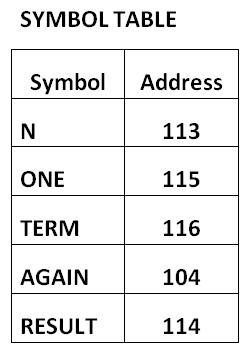 SYMBOL TABLE
Symbol Address
N 113
ONE 115
TERM 116
AGAIN 104
RESULT 114